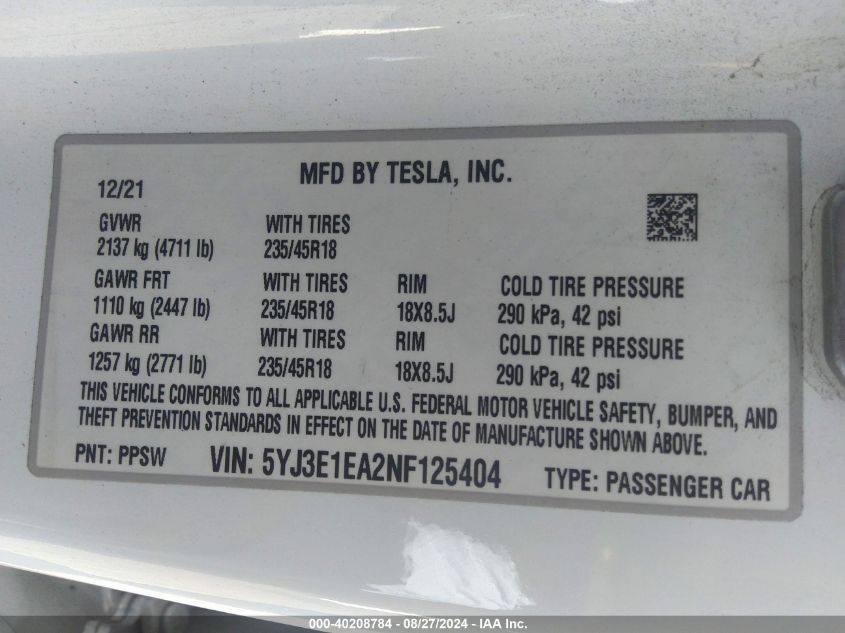 MFD BY TESLA, INC.
12/21
GVWR WITH TIRES
2137 kg (4711 lb) 235/45R18
GAWR FRT WITH TIRES RIM COLD TIRE PRESSURE
1110 kg (2447 lb) 235/45R18 18X8.5J 290 kPa, 42 psi
GAWR RR WITH TIRES RIM COLD TIRE PRESSURE
1257 kg (2771 lb) 235/45R18 18X8.5J 290 kPa, 42 psi
THIS VEHICLE CONFORMS TO ALL APPLICABLE U.S. FEDERAL MOTOR VEHICLE SAFETY, BUMPER, AND
THEFT PREVENTION STANDARDS IN EFFECT ON THE DATE OF MANUFACTURE SHOWN ABOVE.
PNT: PPSW VIN: 5YJ3E1EA2NF125404 TYPE: PASSENGER CAR
000-40208784 - 08/27/2024 - IAA Inc.